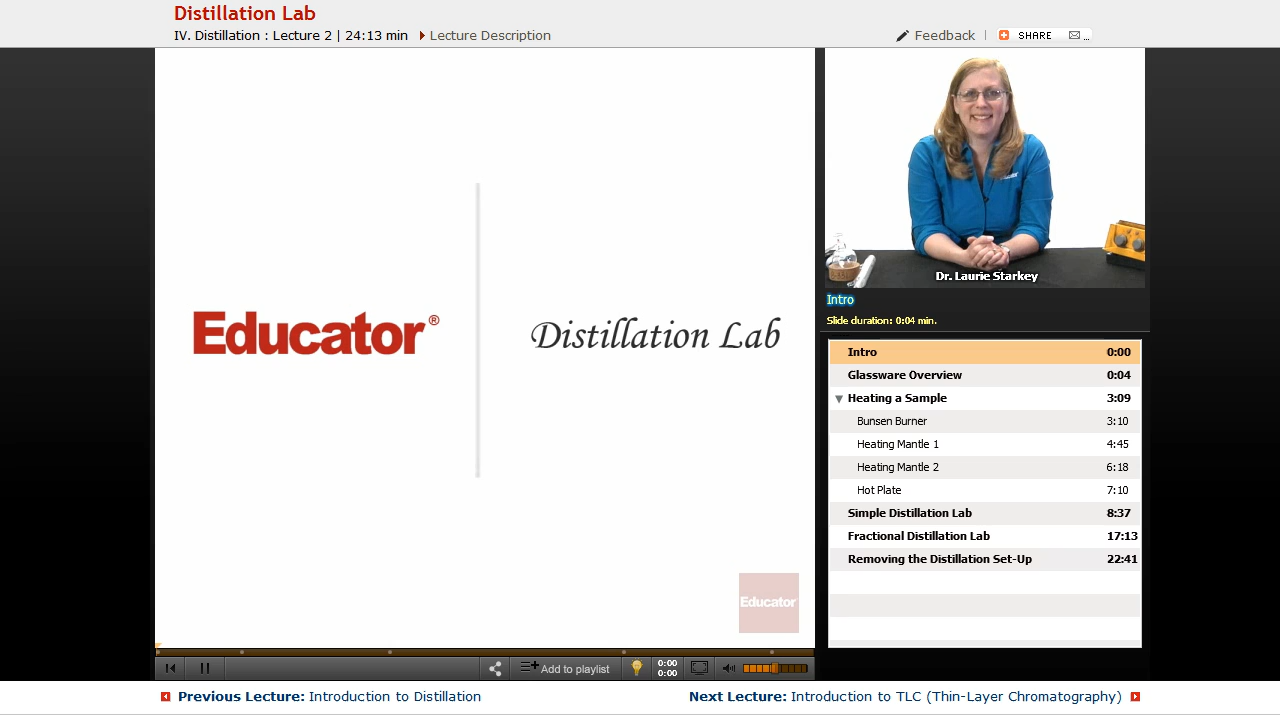 Distillation Lab
IV. Distillation : Lecture 2 | 24:13 min Lecture Description
Feedback | SHARE ...
Educator®
Distillation Lab
Educator
Dr. Laurie Starkey
Intro
Slide duration: 0:04 min.
Intro 0:00
Glassware Overview 0:04
Heating a Sample 3:09
Bunsen Burner 3:10
Heating Mantle 1 4:45
Heating Mantle 2 6:18
Hot Plate 7:10
Simple Distillation Lab 8:37
Fractional Distillation Lab 17:13
Removing the Distillation Set-Up 22:41
Add to playlist
0:00
0:00
Previous Lecture: Introduction to Distillation
Next Lecture: Introduction to TLC (Thin-Layer Chromatography)